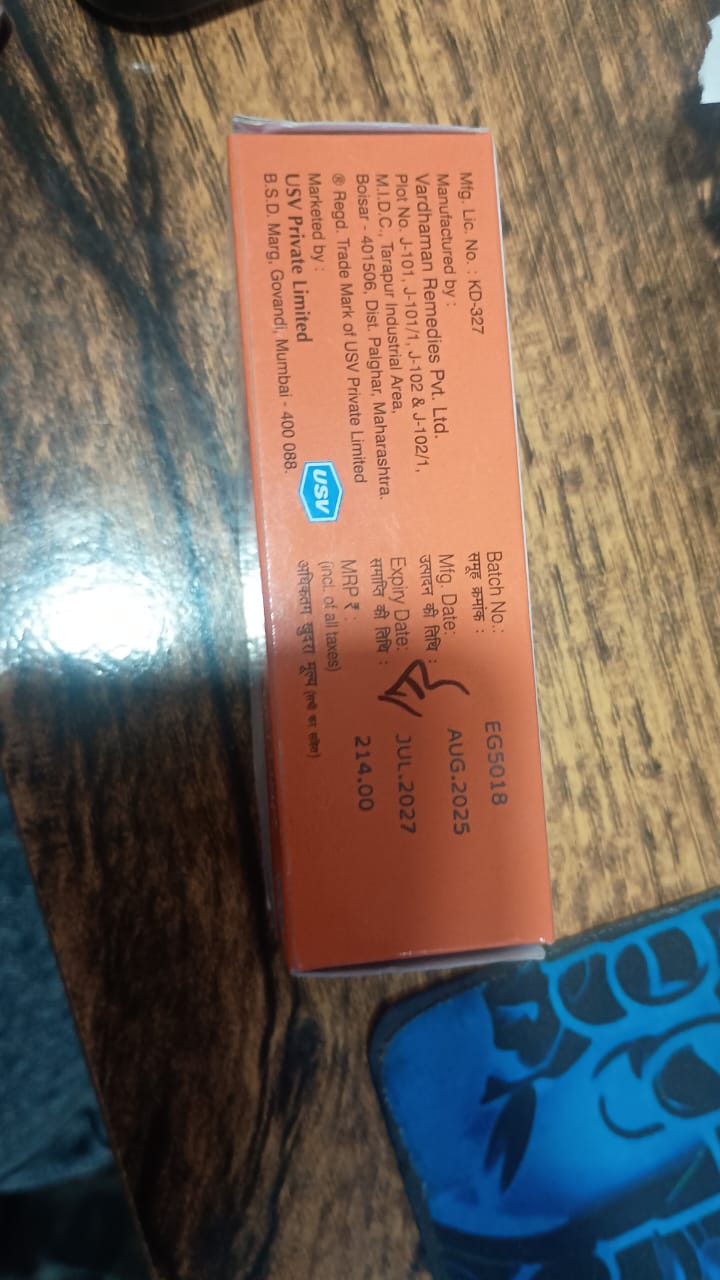 Mfg. Lic. No. : KD-327
Manufactured by :
Vardhaman Remedies Pvt. Ltd.
Plot No. J-101, J-101/1, J-102 & J-102/1,
M.I.D.C., Tarapur Industrial Area,
Boisar - 401506, Dist. Palghar, Maharashtra.
® Regd. Trade Mark of USV Private Limited
Marketed by :
USV Private Limited
B.S.D. Marg, Govandi, Mumbai - 400 088.
USV
Batch No.: EG5018
समूह क्रमांक :
Mfg. Date: AUG.2025
उत्पादन की तिथि :
Expiry Date: JUL.2027
समाप्ति की तिथि :
MRP ₹ : 214.00
(incl. of all taxes)
अधिकतम खुदरा मूल्य (सभी कर सहित)